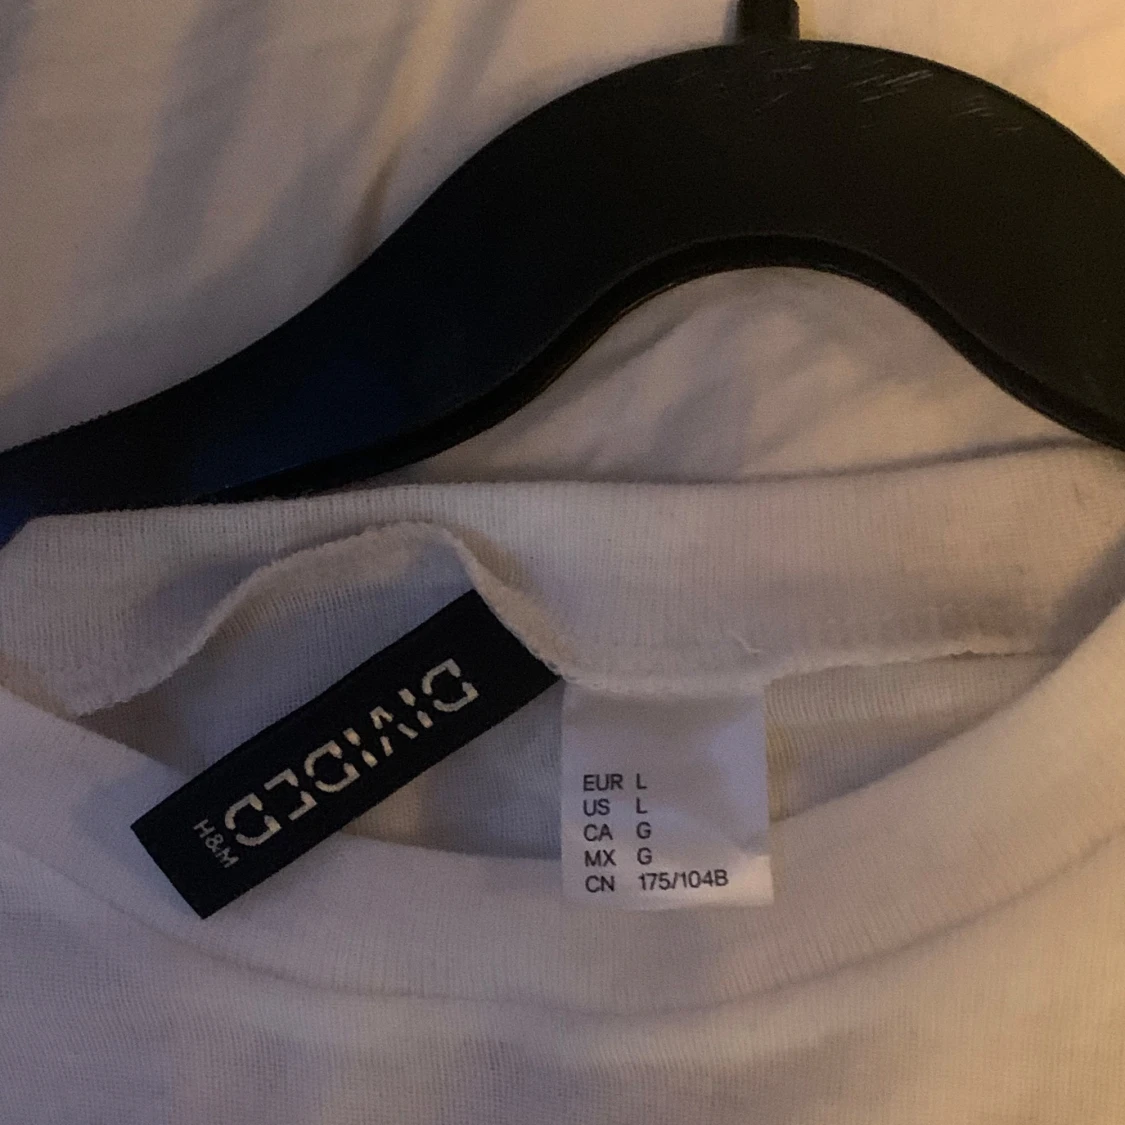 DIVIDED
H&M
EUR L
US L
CA G
MX G
CN 175/104B